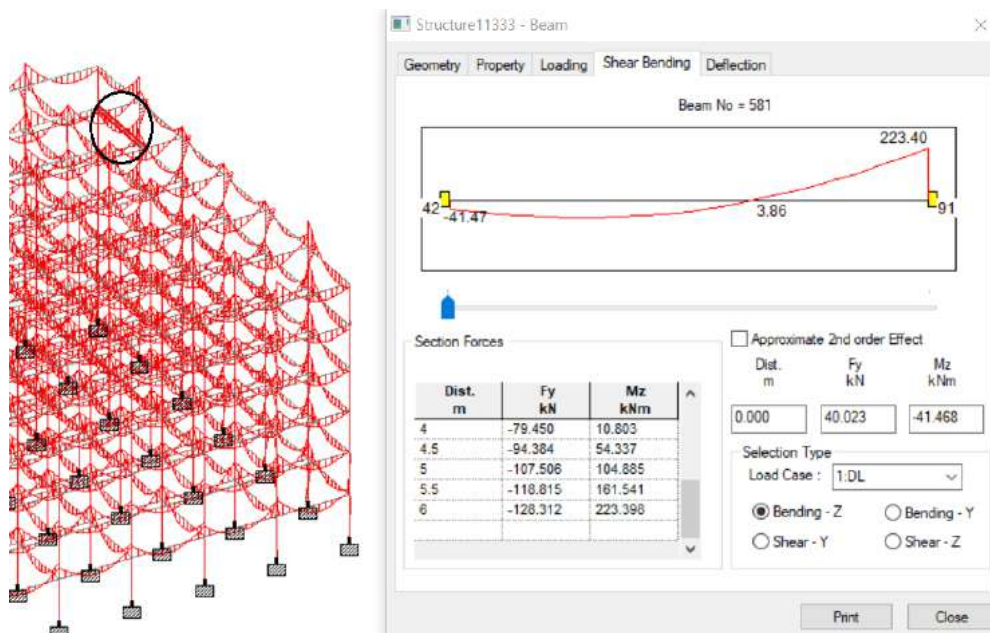 Structure11333 - Beam
Geometry Property Loading Shear Bending Deflection
Beam No = 581
223.40
42
-41.47
3.86
91
Section Forces
Dist. m Fy kN Mz kNm
4 -79.450 10.803
4.5 -94.384 54.337
5 -107.506 104.885
5.5 -118.815 161.541
6 -128.312 223.398
Approximate 2nd order Effect
Dist. m Fy kN Mz kNm
0.000 40.023 -41.468
Selection Type
Load Case : 1:DL
Bending - Z Bending - Y
Shear - Y Shear - Z
Print Close